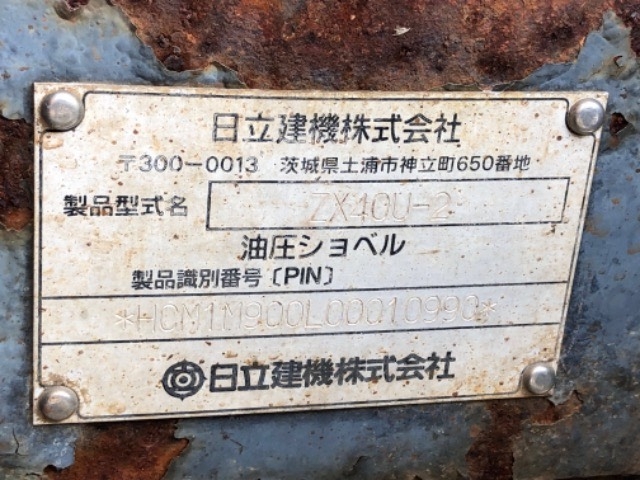 日立建機株式会社
〒300-0013 茨城県土浦市神立町650番地
製品型式名 ZX40U-2
油圧ショベル
製品識別番号〔PIN〕
*HCM1M900L00010990*
日立建機株式会社